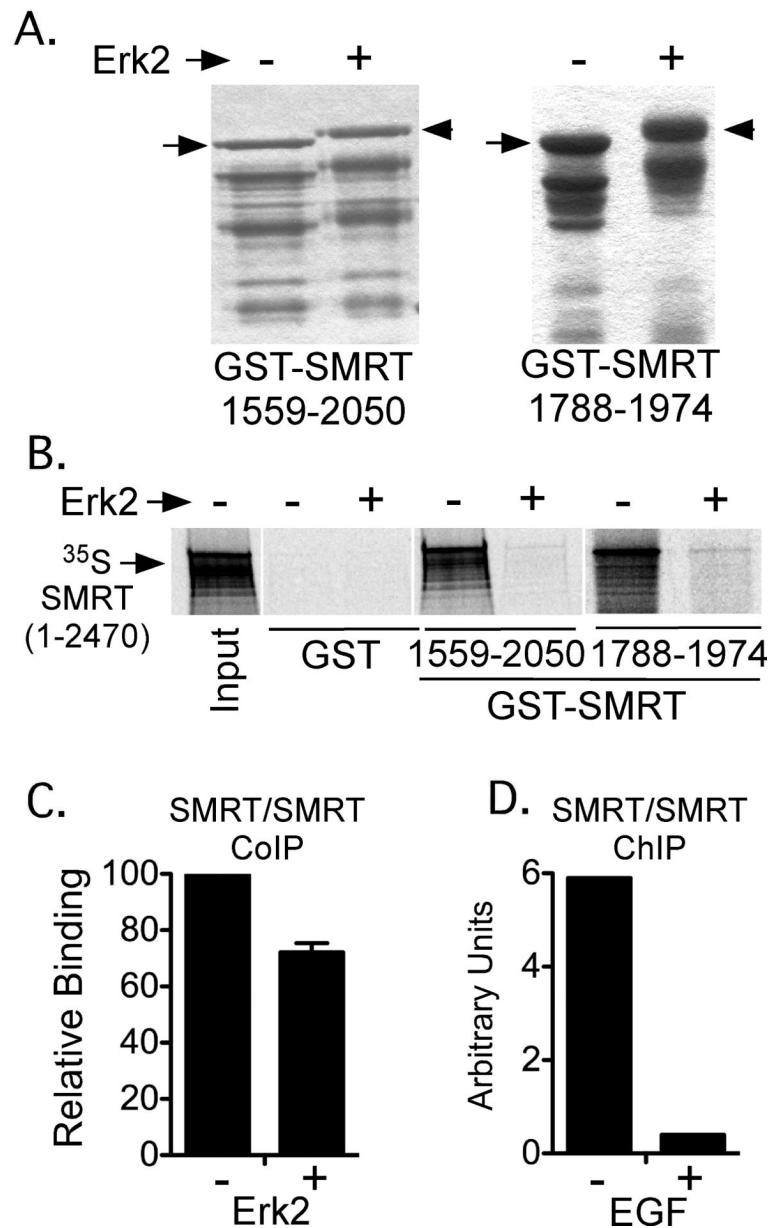 A.
Erk2 - + - +
GST-SMRT
1559-2050
GST-SMRT
1788-1974
B.
Erk2 - - + - + - +
35S
SMRT
(1-2470)
Input
GST
1559-2050
1788-1974
GST-SMRT
C.
SMRT/SMRT
CoIP
Relative Binding
100
80
60
40
20
0
- +
Erk2
D.
SMRT/SMRT
ChIP
Arbitrary Units
6
4
2
0
- +
EGF